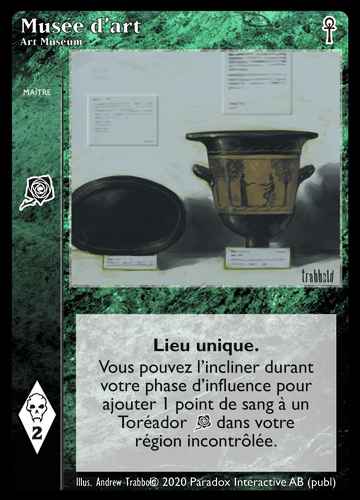 Musée d'art
Art Museum
MAÎTRE
trabbold
Lieu unique.
Vous pouvez l'incliner durant
votre phase d'influence pour
ajouter 1 point de sang à un
Toréador dans votre
région incontrôlée.
2
Illus. Andrew Trabbold
© 2020 Paradox Interactive AB (publ)